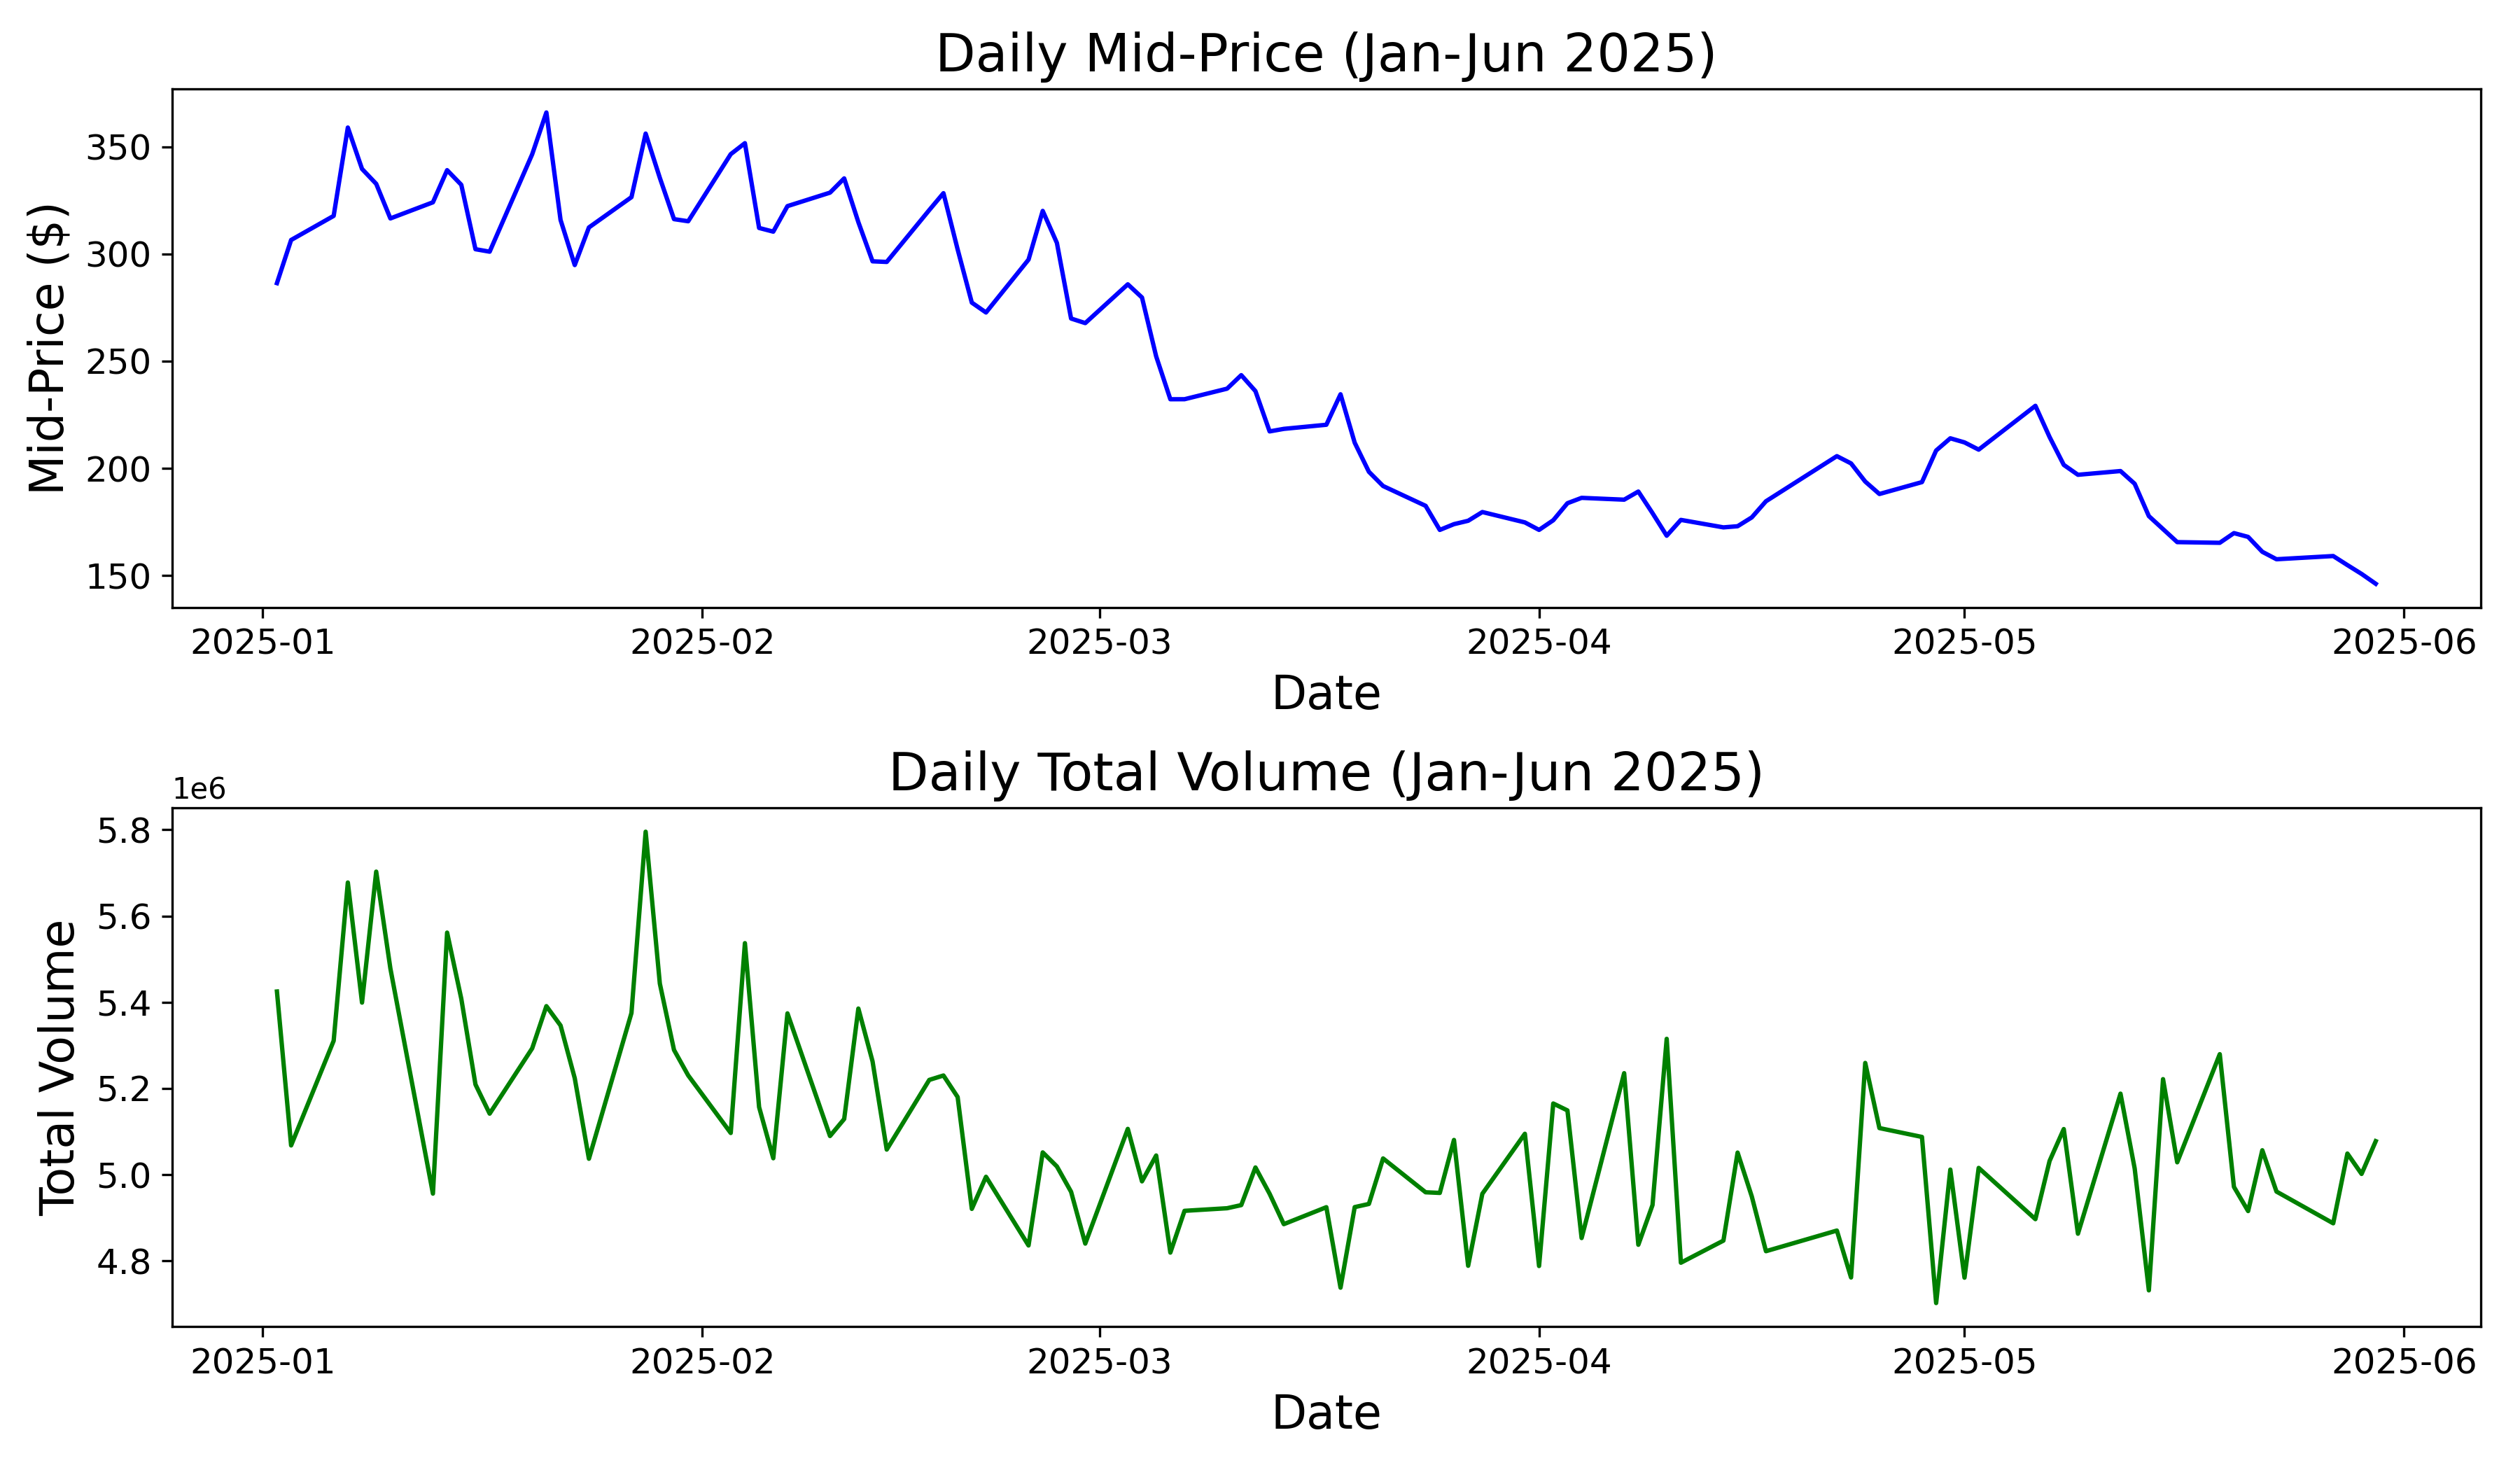 Daily Mid-Price (Jan-Jun 2025)
Mid-Price ($)
350
300
250
200
150
2025-01 2025-02 2025-03 2025-04 2025-05 2025-06
Date
Daily Total Volume (Jan-Jun 2025)
1e6
Total Volume
5.8
5.6
5.4
5.2
5.0
4.8
2025-01 2025-02 2025-03 2025-04 2025-05 2025-06
Date